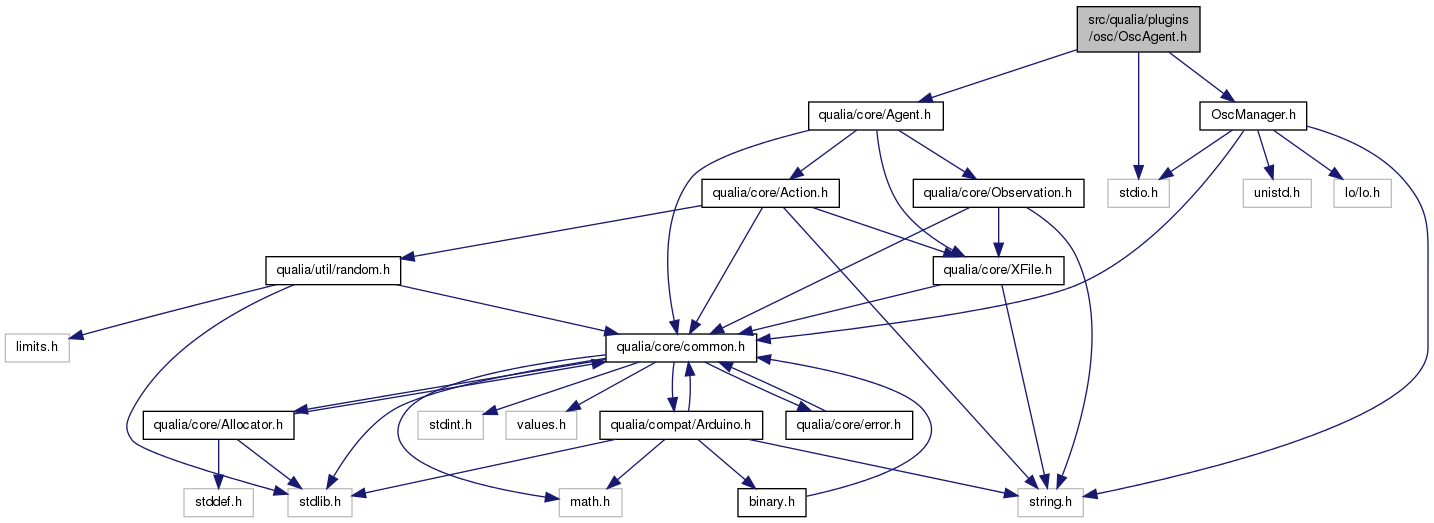 src/qualia/plugins
/osc/OscAgent.h
qualia/core/Agent.h
OscManager.h
qualia/core/Action.h
qualia/core/Observation.h
stdio.h
unistd.h
lo/lo.h
qualia/util/random.h
qualia/core/XFile.h
limits.h
qualia/core/common.h
qualia/core/Allocator.h
stdint.h
values.h
qualia/compat/Arduino.h
qualia/core/error.h
stddef.h
stdlib.h
math.h
binary.h
string.h